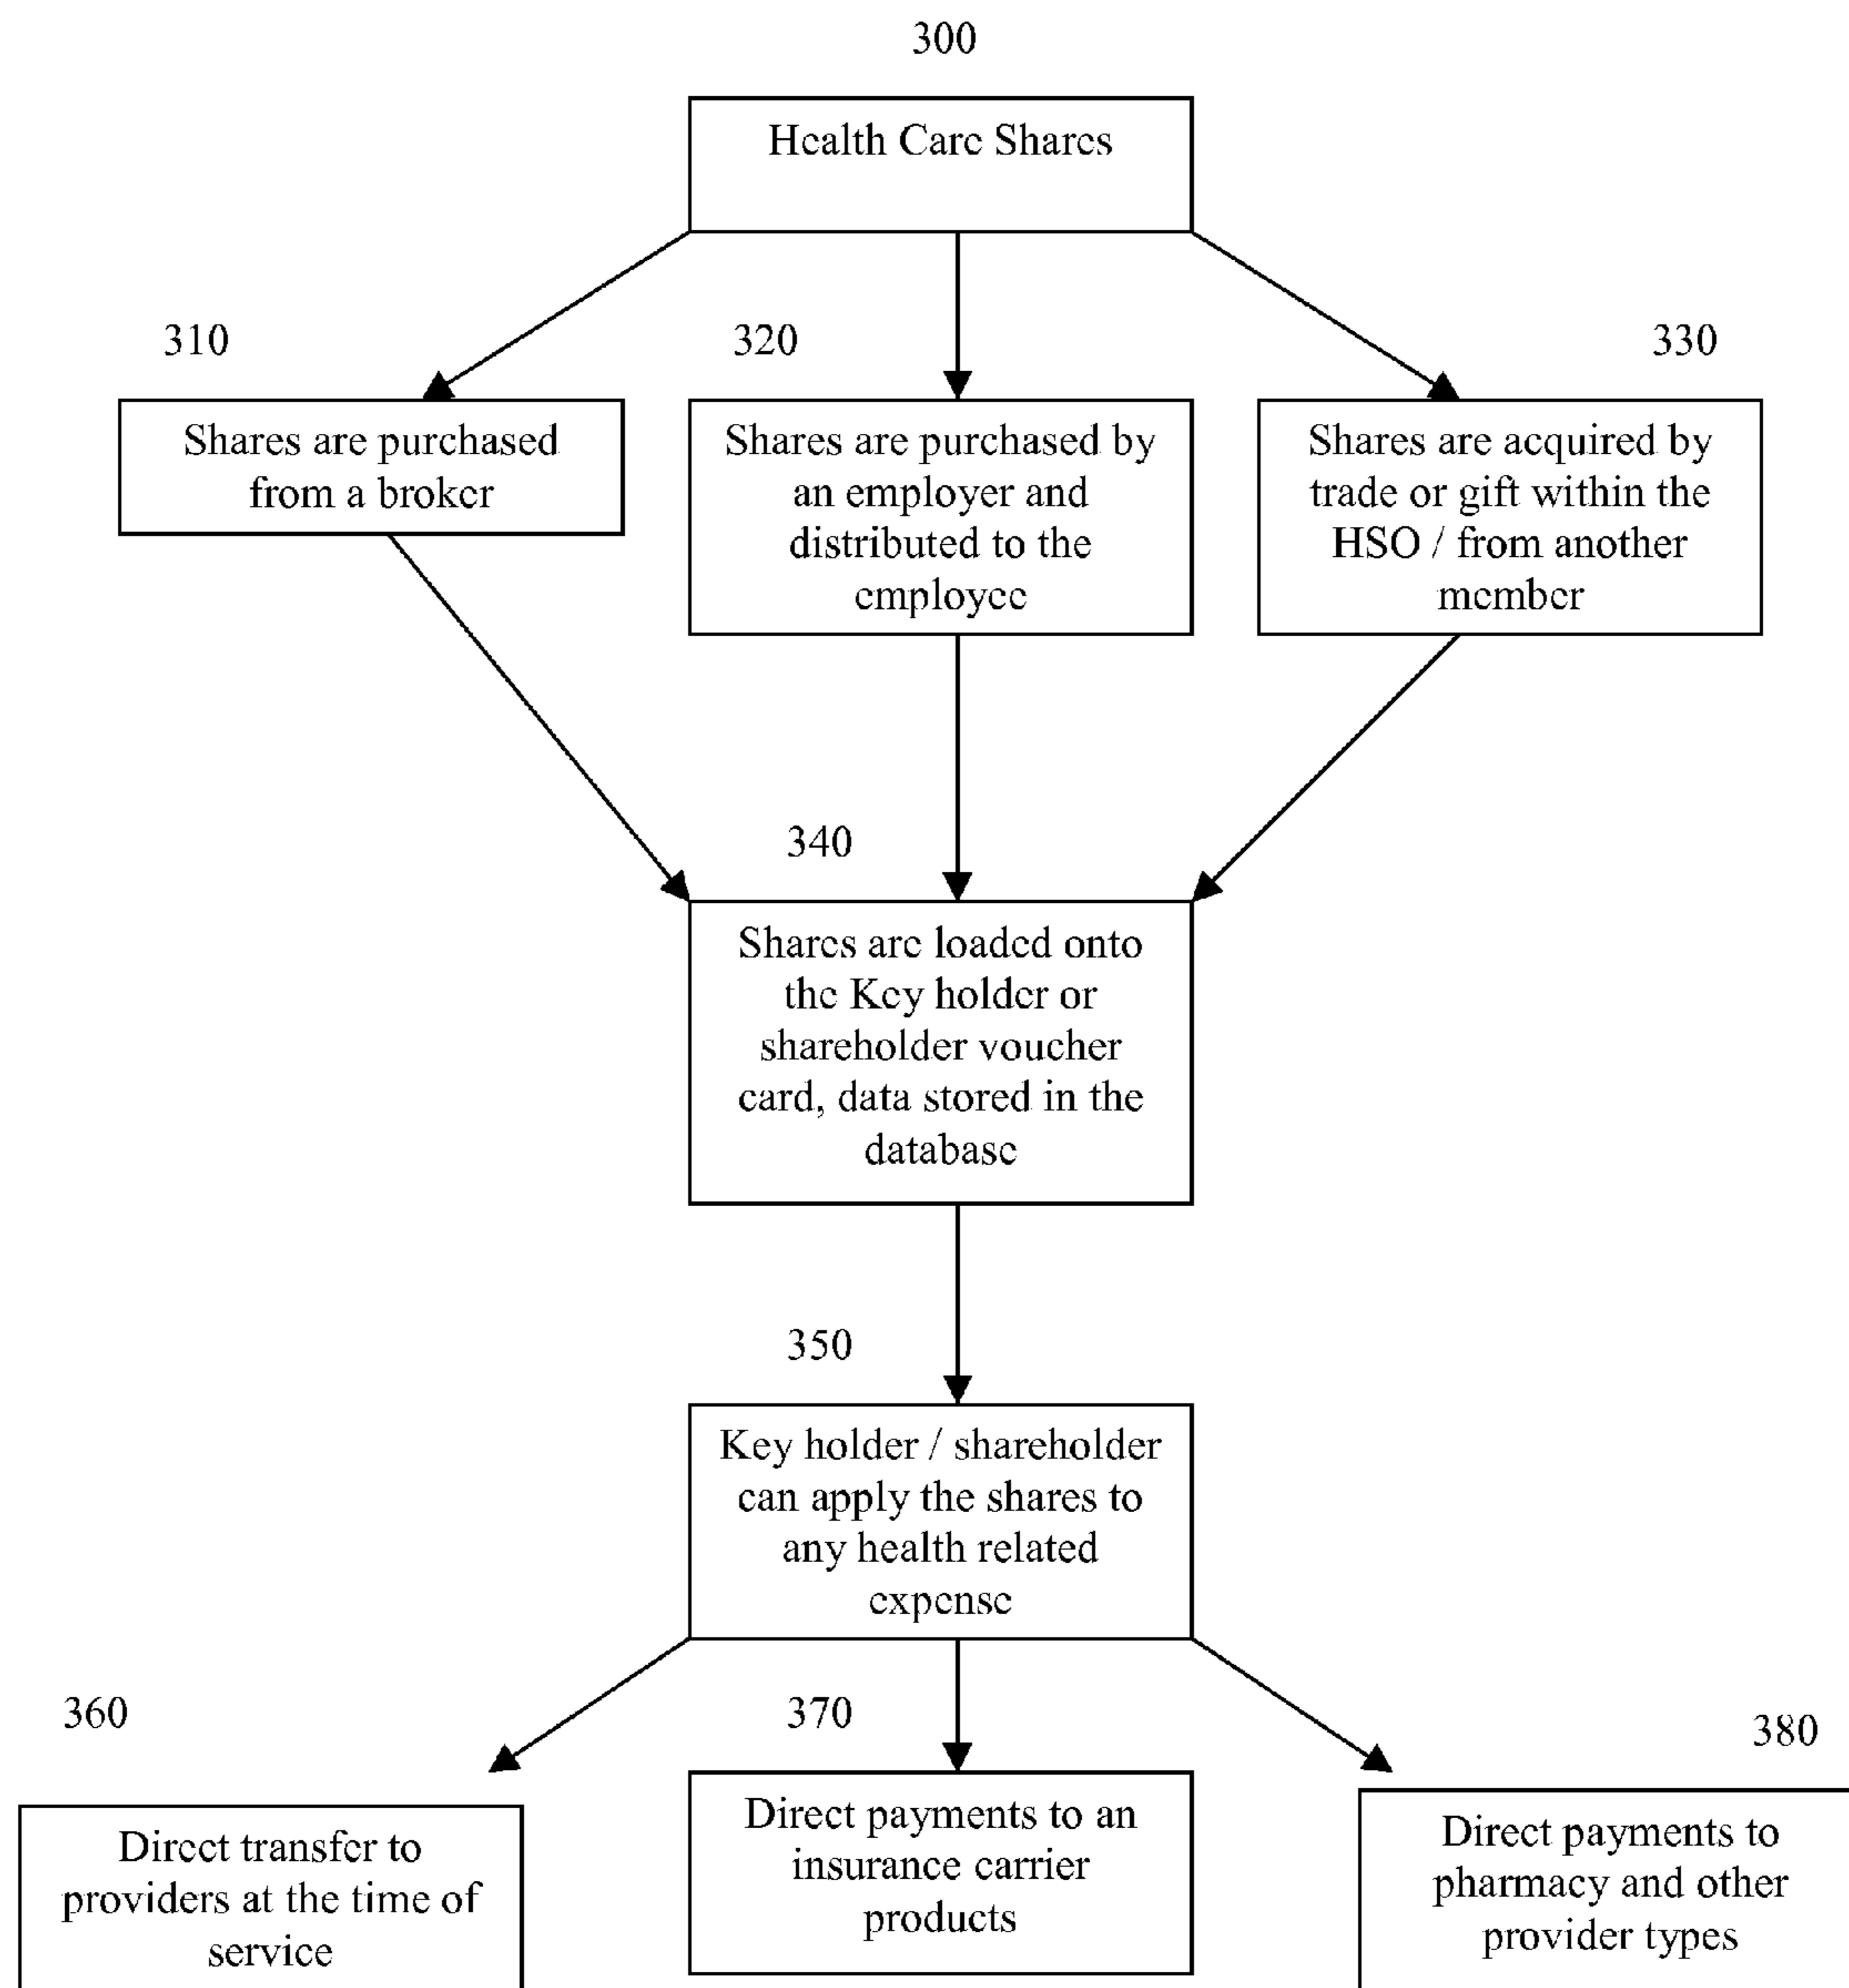 300
Health Care Shares
310
320
330
Shares are purchased
from a broker
Shares are purchased by
an employer and
distributed to the
employee
Shares are acquired by
trade or gift within the
HSO / from another
member
340
Shares are loaded onto
the Key holder or
shareholder voucher
card, data stored in the
database
350
Key holder / shareholder
can apply the shares to
any health related
expense
360
370
380
Direct transfer to
providers at the time of
service
Direct payments to an
insurance carrier
products
Direct payments to
pharmacy and other
provider types